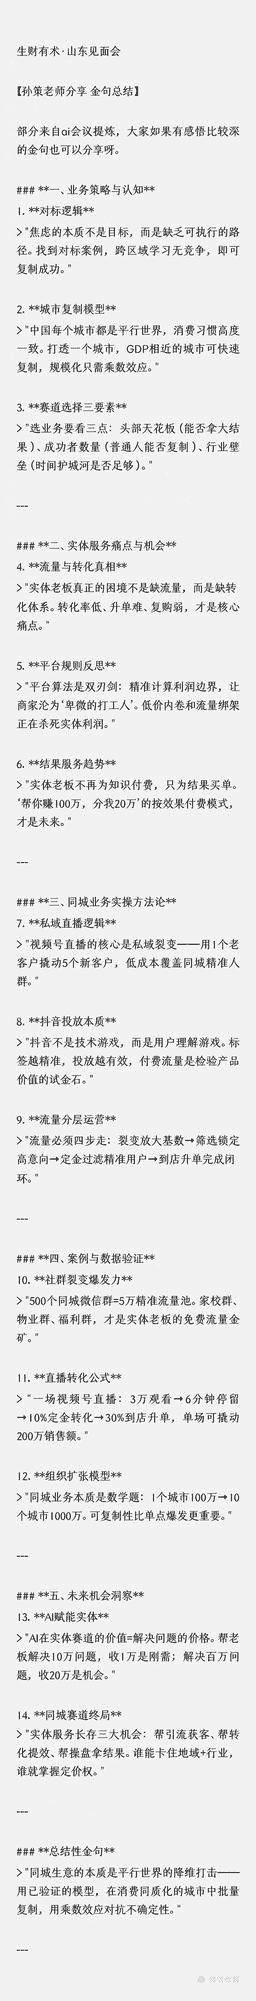 生财有术·山东见面会
【孙策老师分享 金句总结】
部分来自ai会议提炼，大家如果有感悟比较深
的金句也可以分享呀。
### **一、业务策略与认知**
1. **对标逻辑**
> "焦虑的本质不是目标，而是缺乏可执行的路
径。找到对标案例，跨区域学习无竞争，即可
复制成功。"
2. **城市复制模型**
> "中国每个城市都是平行世界，消费习惯高度
一致。打透一个城市，GDP相近的城市可快速
复制，规模化只需乘数效应。"
3. **赛道选择三要素**
> "选业务要看三点：头部天花板（能否拿大结
果）、成功者数量（普通人能否复制）、行业壁
垒（时间护城河是否足够）。"
---
### **二、实体服务痛点与机会**
4. **流量与转化真相**
> "实体老板真正的困境不是缺流量，而是缺转
化体系。转化率低、升单难、复购弱，才是核心
痛点。"
5. **平台规则反思**
> "平台算法是双刃剑：精准计算利润边界，让
商家沦为‘卑微的打工人’。低价内卷和流量绑架
正在杀死实体利润。"
6. **结果服务趋势**
> "实体老板不再为知识付费，只为结果买单。
‘帮你赚100万，分我20万’的按效果付费模式，
才是未来。"
---
### **三、同城业务实操方法论**
7. **私域直播逻辑**
> "视频号直播的核心是私域裂变——用1个老
客户撬动5个新客户，低成本覆盖同城精准人
群。"
8. **抖音投放本质**
> "抖音不是技术游戏，而是用户理解游戏。标
签越精准，投放越有效，付费流量是检验产品
价值的试金石。"
9. **流量分层运营**
> "流量必须四步走：裂变放大基数→筛选锁定
高意向→定金过滤精准用户→到店升单完成闭
环。"
---
### **四、案例与数据验证**
10. **社群裂变爆发力**
> "500个同城微信群=5万精准流量池。家校群、
物业群、福利群，才是实体老板的免费流量金
矿。"
11. **直播转化公式**
> "一场视频号直播：3万观看→6分钟停留
→10%定金转化→30%到店升单，单场可撬动
200万销售额。"
12. **组织扩张模型**
> "同城业务本质是数学题：1个城市100万→10
个城市1000万。可复制性比单点爆发更重要。"
---
### **五、未来机会洞察**
13. **AI赋能实体**
> "AI在实体赛道的价值=解决问题的价格。帮老
板解决10万问题，收1万是刚需；解决百万问
题，收20万是机会。"
14. **同城赛道终局**
> "实体服务长存三大机会：帮引流获客、帮转
化提效、帮操盘拿结果。谁能卡住地域+行业，
谁就掌握定价权。"
---
### **总结性金句**
> "同城生意的本质是平行世界的降维打击——
用已验证的模型，在消费同质化的城市中批量
复制，用乘数效应对抗不确定性。"
---